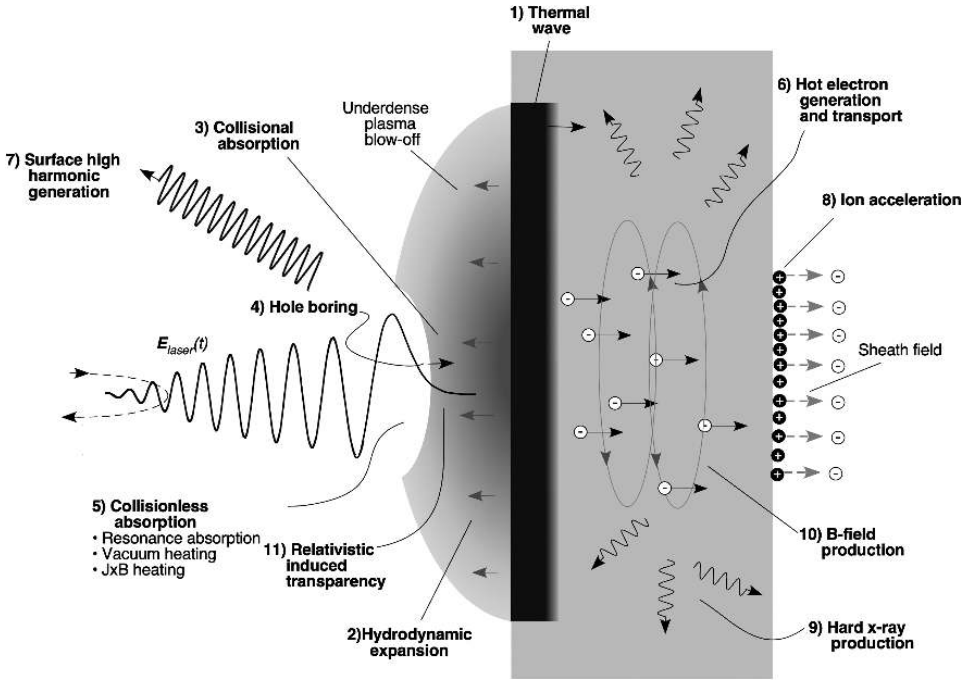 1) Thermal
wave
6) Hot electron
generation
and transport
Underdense
plasma
blow-off
3) Collisional
absorption
7) Surface high
harmonic
generation
8) Ion acceleration
4) Hole boring
E_laser(t)
Sheath field
5) Collisionless
absorption
• Resonance absorption
• Vacuum heating
• JxB heating
11) Relativistic
induced
transparency
10) B-field
production
2)Hydrodynamic
expansion
9) Hard x-ray
production